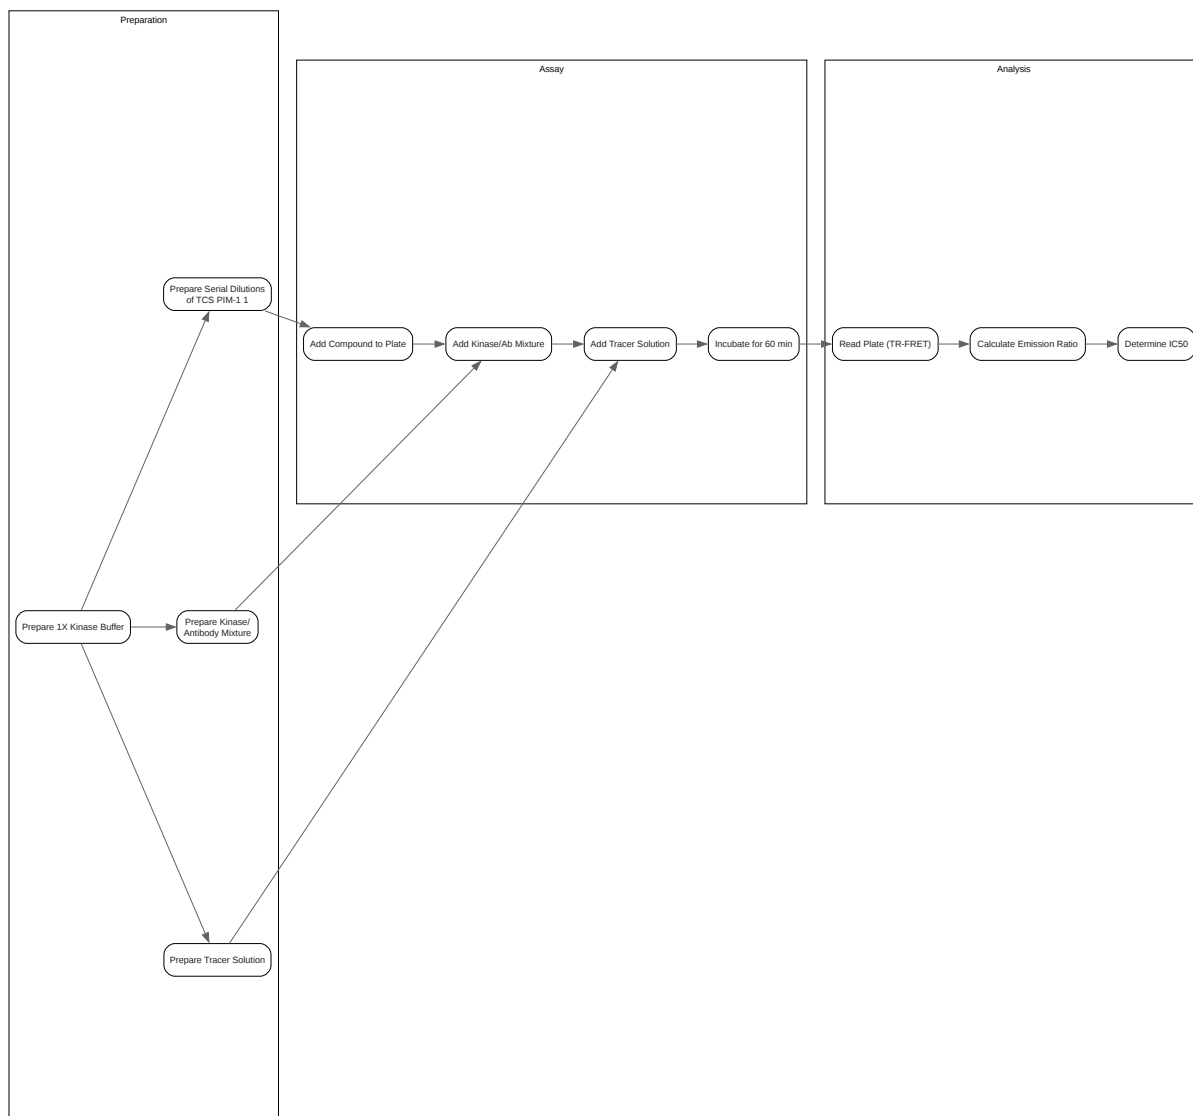 Preparation
Assay
Analysis
Prepare Serial Dilutions
of TCS PIM-1 1
Add Compound to Plate
Add Kinase/Ab Mixture
Add Tracer Solution
Incubate for 60 min
Read Plate (TR-FRET)
Calculate Emission Ratio
Determine IC50
Prepare 1X Kinase Buffer
Prepare Kinase/
Antibody Mixture
Prepare Tracer Solution